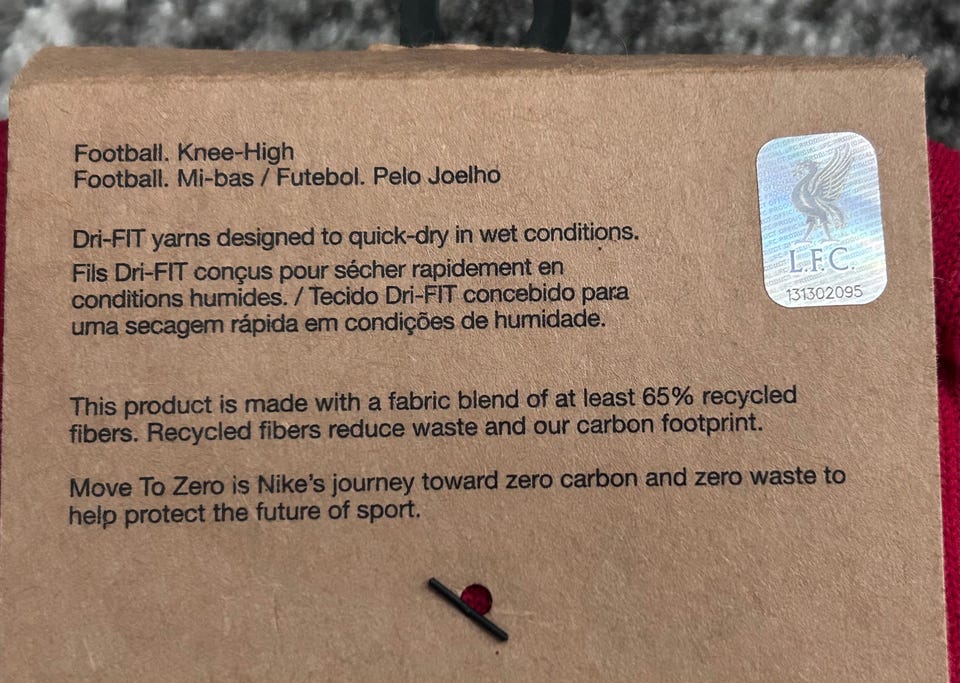 Football. Knee-High
Football. Mi-bas / Futebol. Pelo Joelho
Dri-FIT yarns designed to quick-dry in wet conditions.
Fils Dri-FIT conçus pour sécher rapidement en
conditions humides. / Tecido Dri-FIT concebido para
uma secagem rápida em condições de humidade.
This product is made with a fabric blend of at least 65% recycled
fibers. Recycled fibers reduce waste and our carbon footprint.
Move To Zero is Nike's journey toward zero carbon and zero waste to
help protect the future of sport.
L.F.C.
131302095